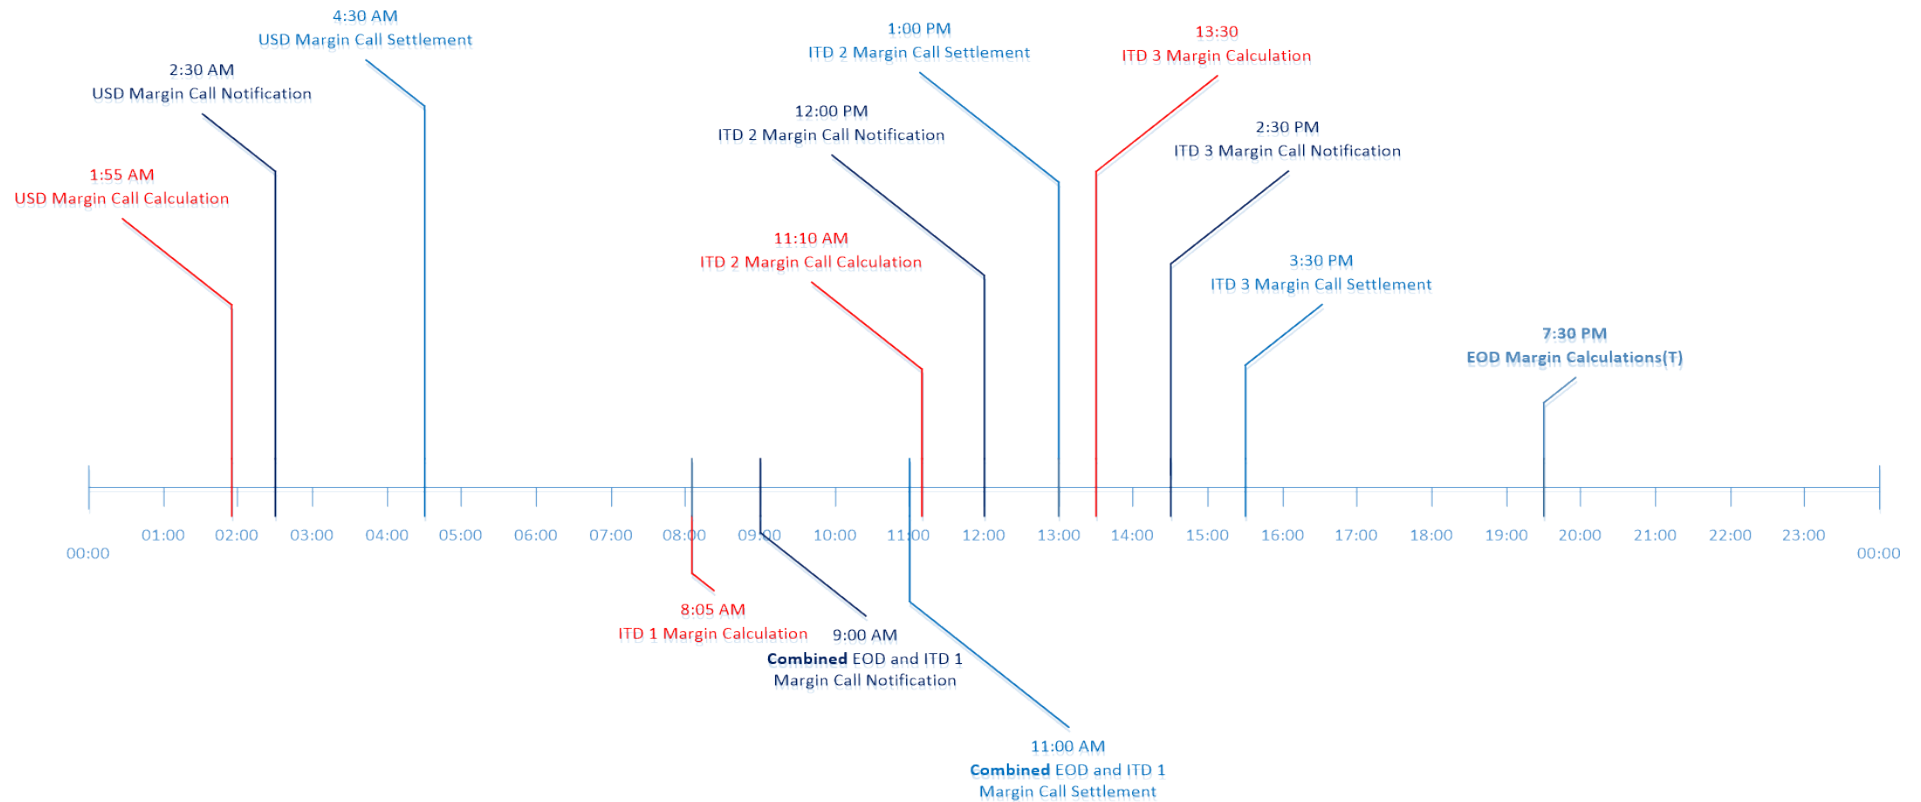 4:30 AM
USD Margin Call Settlement
2:30 AM
USD Margin Call Notification
1:55 AM
USD Margin Call Calculation
1:00 PM
ITD 2 Margin Call Settlement
12:00 PM
ITD 2 Margin Call Notification
11:10 AM
ITD 2 Margin Call Calculation
13:30
ITD 3 Margin Calculation
2:30 PM
ITD 3 Margin Call Notification
3:30 PM
ITD 3 Margin Call Settlement
7:30 PM
EOD Margin Calculations(T)
00:00 01:00 02:00 03:00 04:00 05:00 06:00 07:00 08:00 09:00 10:00 11:00 12:00 13:00 14:00 15:00 16:00 17:00 18:00 19:00 20:00 21:00 22:00 23:00 00:00
8:05 AM
ITD 1 Margin Calculation
9:00 AM
Combined EOD and ITD 1
Margin Call Notification
11:00 AM
Combined EOD and ITD 1
Margin Call Settlement